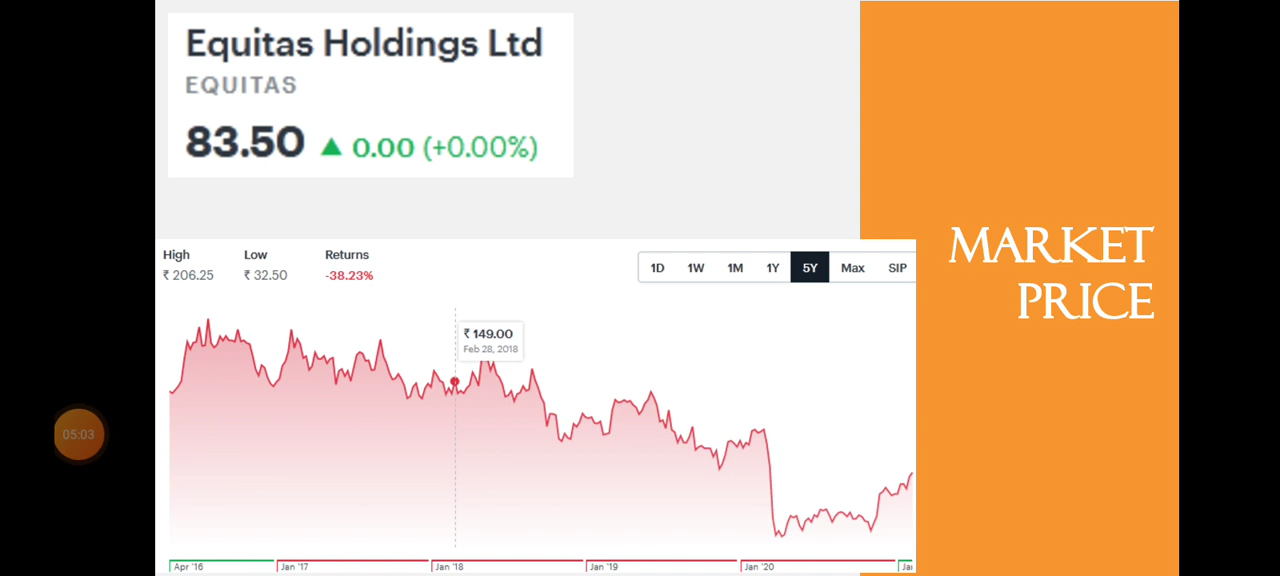 Equitas Holdings Ltd
EQUITAS
83.50 ▲ 0.00 (+0.00%)
MARKET
PRICE
High Low Returns
₹ 206.25 ₹ 32.50 -38.23%
1D 1W 1M 1Y 5Y Max SIP
₹ 149.00
Feb 28, 2018
05:03
Apr '16 Jan '17 Jan '18 Jan '19 Jan '20